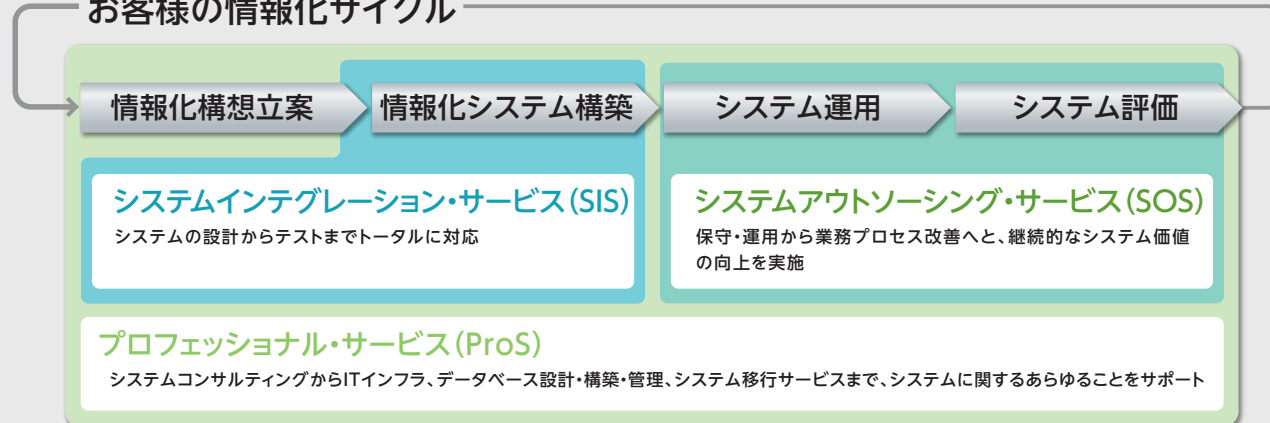 お客様の情報化サイクル
情報化構想立案
情報化システム構築
システム運用
システム評価
システムインテグレーション・サービス(SIS)
システムの設計からテストまでトータルに対応
システムアウトソーシング・サービス(SOS)
保守・運用から業務プロセス改善へと、継続的なシステム価値
の向上を実施
プロフェッショナル・サービス(ProS)
システムコンサルティングからITインフラ、データベース設計・構築・管理、システム移行サービスまで、システムに関するあらゆることをサポート